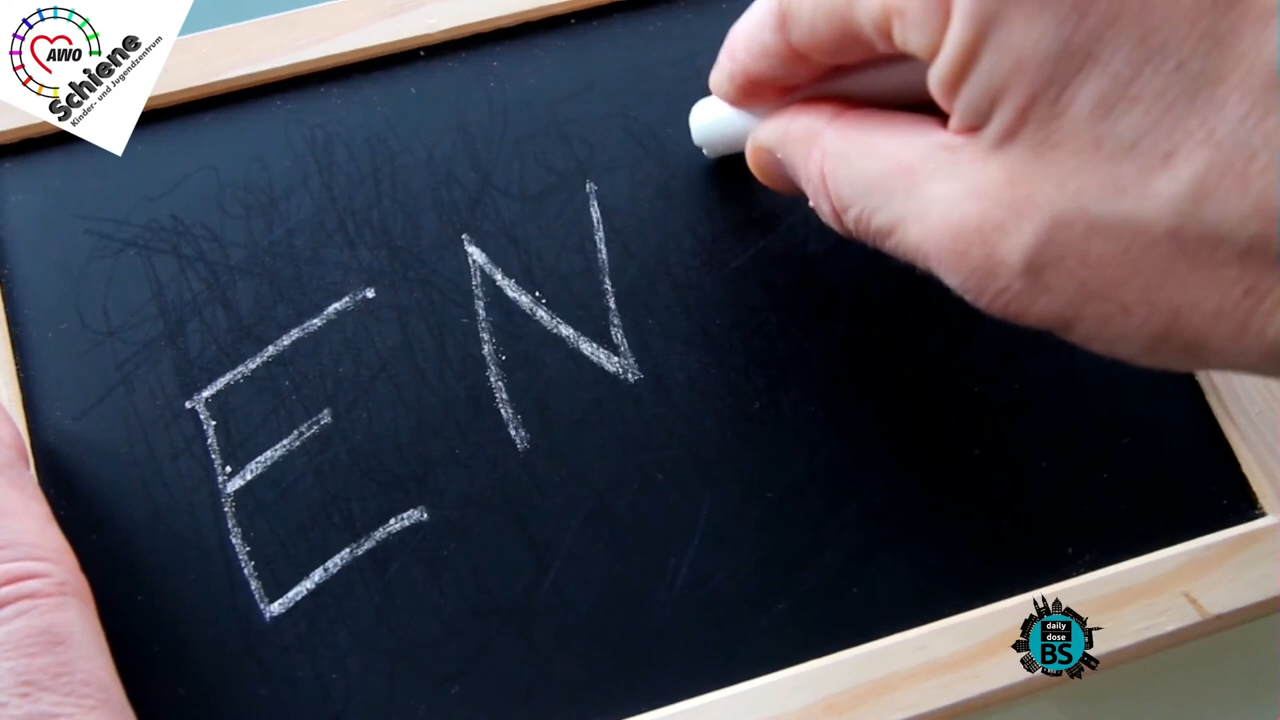 AWO
Schiene
Kinder- und Jugendzentrum
EN
daily
dose
BS